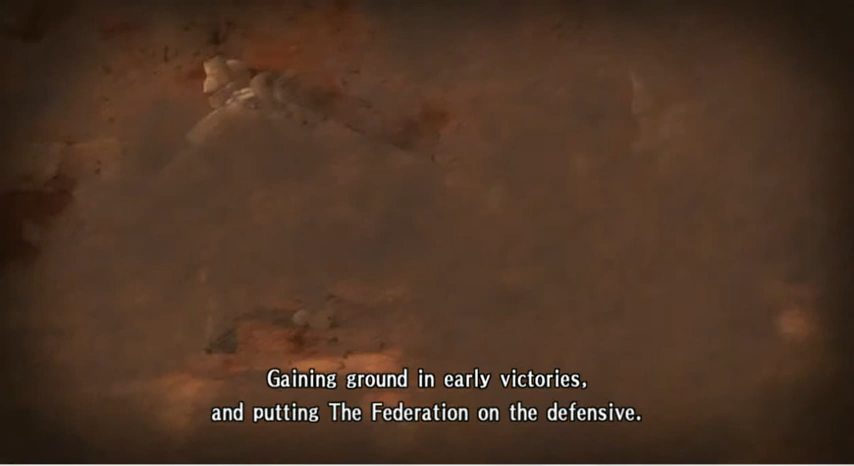 Gaining ground in early victories,
and putting The Federation on the defensive.